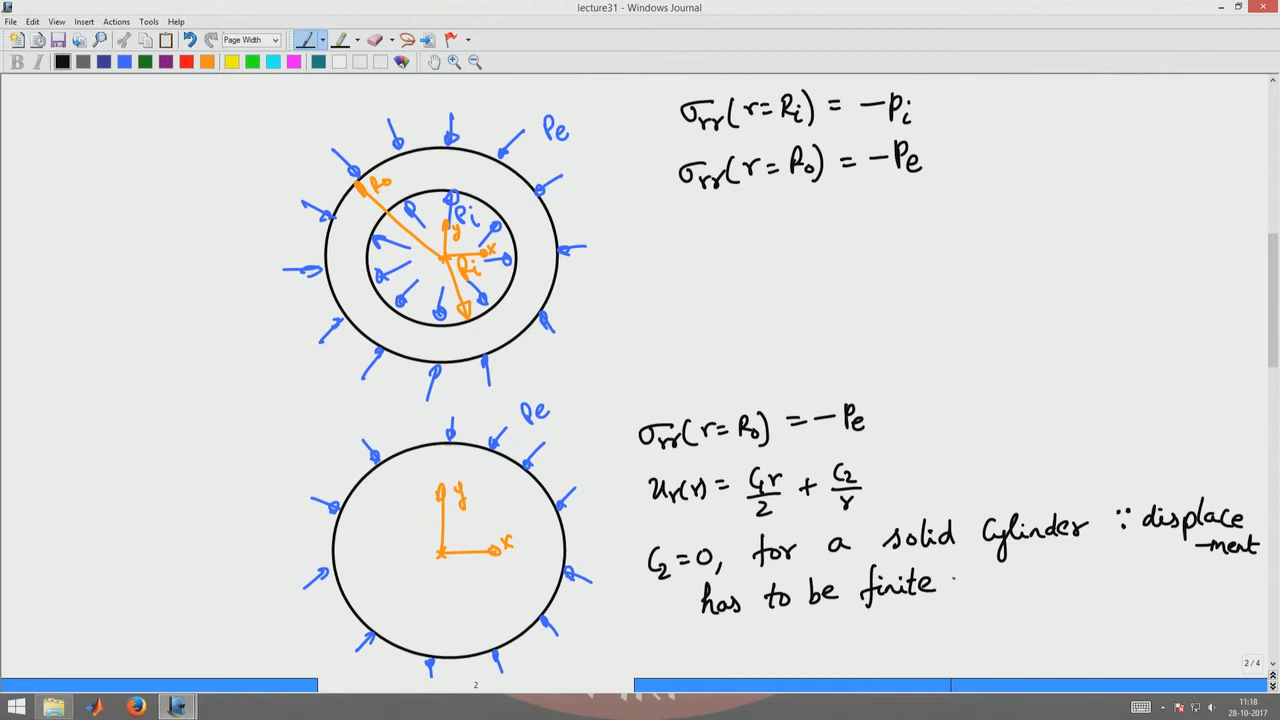 lecture31 - Windows Journal
File Edit View Insert Actions Tools Help
Page Width
σrr(r=Ri) = -Pi
σrr(r=Ro) = -Pe
Pe
Ro
Pi
y
x
Ri
Pe
y
x
σrr(r=Ro) = -Pe
ur(r) = C1r/2 + C2/r
C2=0, for a solid cylinder ∵ displace
-ment
has to be finite .
2/4
2
11:18
28-10-2017